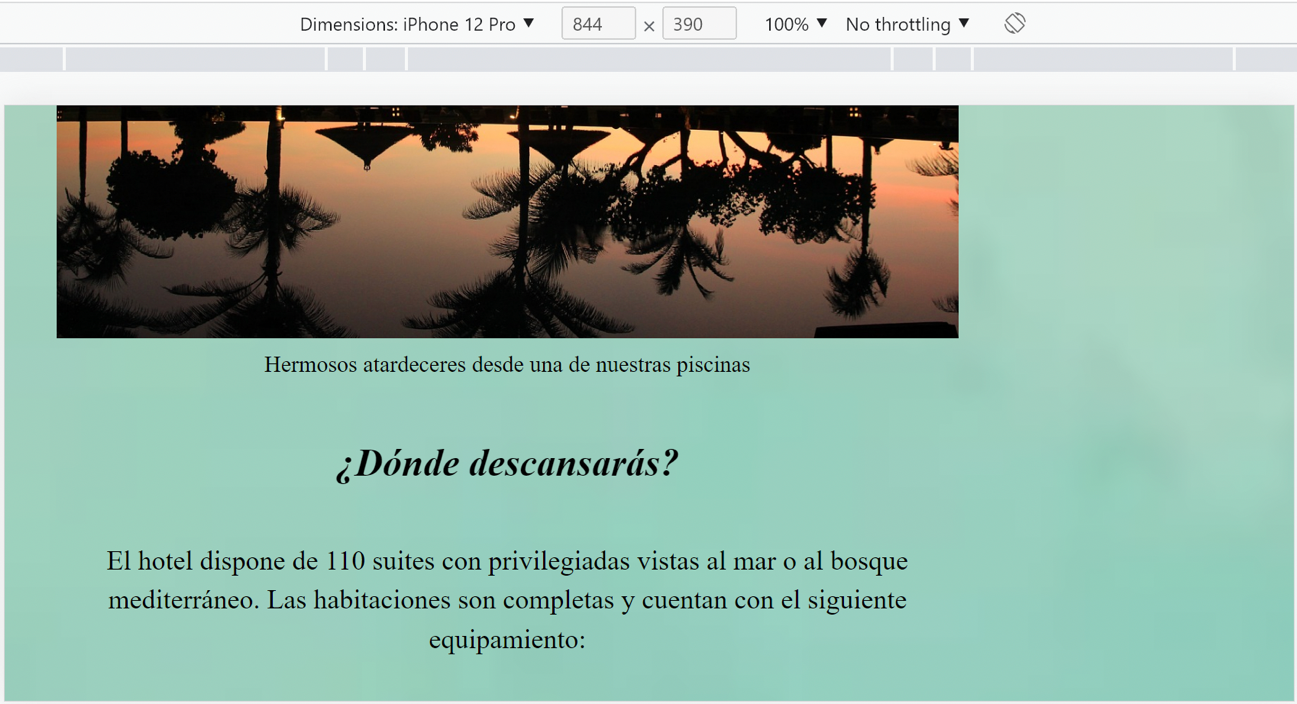 Dimensions: iPhone 12 Pro ▼ 844 × 390 100% ▼ No throttling ▼
Hermosos atardeceres desde una de nuestras piscinas
¿Dónde descansarás?
El hotel dispone de 110 suites con privilegiadas vistas al mar o al bosque
mediterráneo. Las habitaciones son completas y cuentan con el siguiente
equipamiento: